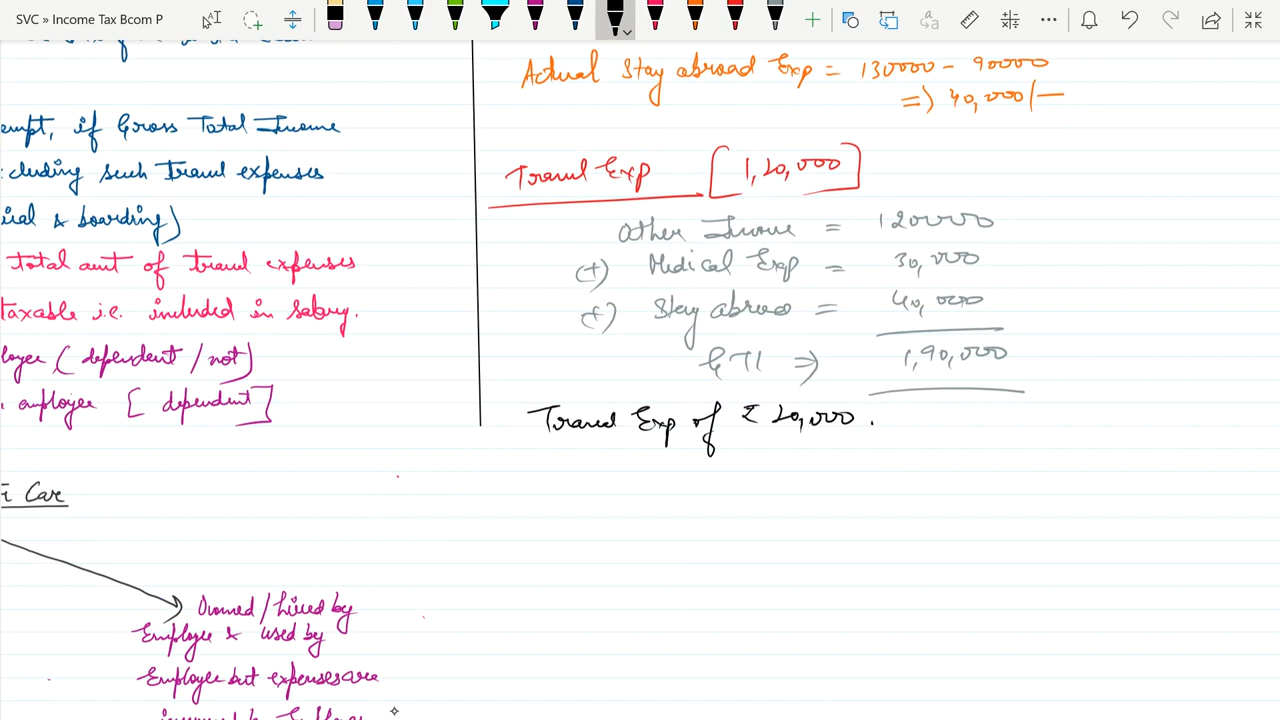 SVC » Income Tax Bcom P
empt, if Gross Total Income
cluding such Travel expenses
ial & boarding)
Total amt of travel expenses
taxable i.e. included in Salary.
loyee (dependent / not)
employee [dependent]
Actual Stay abroad Exp = 130000 - 90000
=> 40,000/-
Travel Exp [1,20,000]
Other Income = 120000
(+) Medical Exp = 30,000
(+) Stay abroad = 40,000
GTI => 1,90,000
Travel Exp of ₹ 20,000.
Care
Owned / hired by
Employee & used by
Employee but expenses are